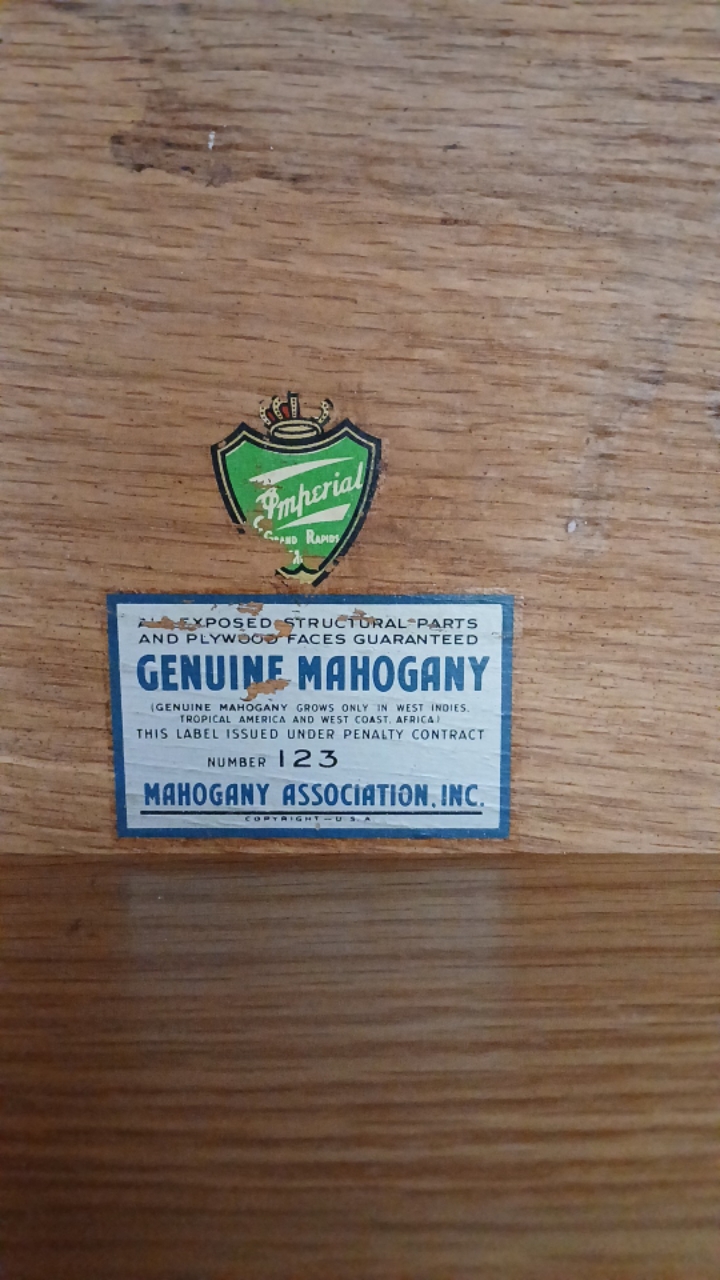 Imperial
GRAND RAPIDS
ALL EXPOSED STRUCTURAL PARTS
AND PLYWOOD FACES GUARANTEED
GENUINE MAHOGANY
(GENUINE MAHOGANY GROWS ONLY IN WEST INDIES,
TROPICAL AMERICA AND WEST COAST, AFRICA)
THIS LABEL ISSUED UNDER PENALTY CONTRACT
NUMBER 123
MAHOGANY ASSOCIATION, INC.
COPYRIGHT—U.S.A